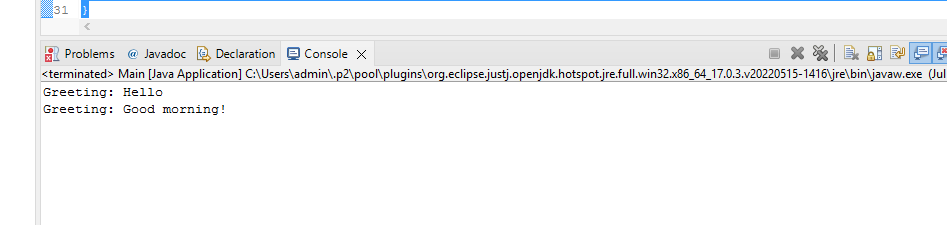 31 }
Problems @ Javadoc Declaration Console
<terminated> Main [Java Application] C:\Users\admin\.p2\pool\plugins\org.eclipse.justj.openjdk.hotspot.jre.full.win32.x86_64_17.0.3.v20220515-1416\jre\bin\javaw.exe (Jul
Greeting: Hello
Greeting: Good morning!